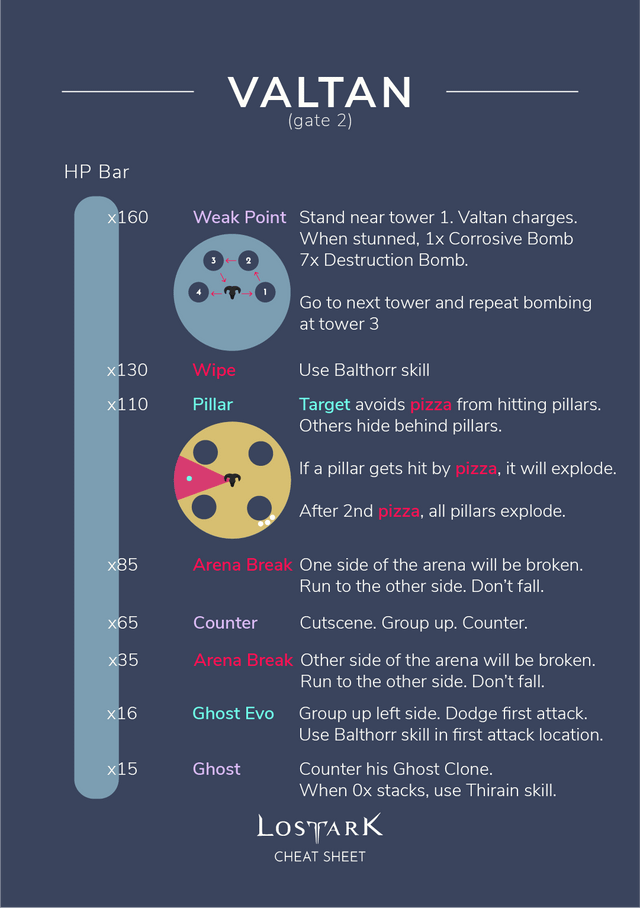 VALTAN
(gate 2)
HP Bar
x160 Weak Point Stand near tower 1. Valtan charges.
When stunned, 1x Corrosive Bomb
7x Destruction Bomb.
3 2
4 1
Go to next tower and repeat bombing
at tower 3
x130 Wipe Use Balthorr skill
x110 Pillar Target avoids pizza from hitting pillars.
Others hide behind pillars.
If a pillar gets hit by pizza, it will explode.
After 2nd pizza, all pillars explode.
x85 Arena Break One side of the arena will be broken.
Run to the other side. Don't fall.
x65 Counter Cutscene. Group up. Counter.
x35 Arena Break Other side of the arena will be broken.
Run to the other side. Don't fall.
x16 Ghost Evo Group up left side. Dodge first attack.
Use Balthorr skill in first attack location.
x15 Ghost Counter his Ghost Clone.
When 0x stacks, use Thirain skill.
LOST ARK
CHEAT SHEET